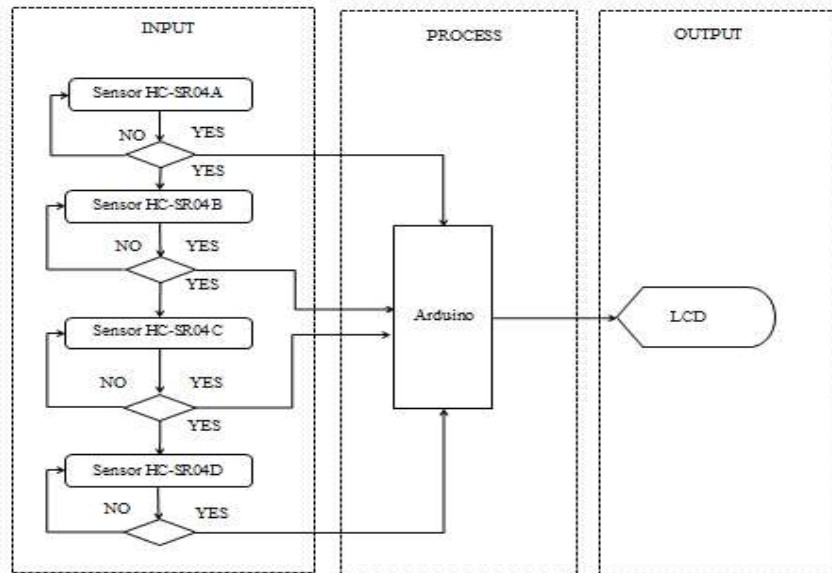 INPUT
PROCESS
OUTPUT
Sensor HC-SR04A
NO
YES
YES
Sensor HC-SR04B
NO
YES
YES
Sensor HC-SR04C
NO
YES
YES
Sensor HC-SR04D
NO
YES
Arduino
LCD